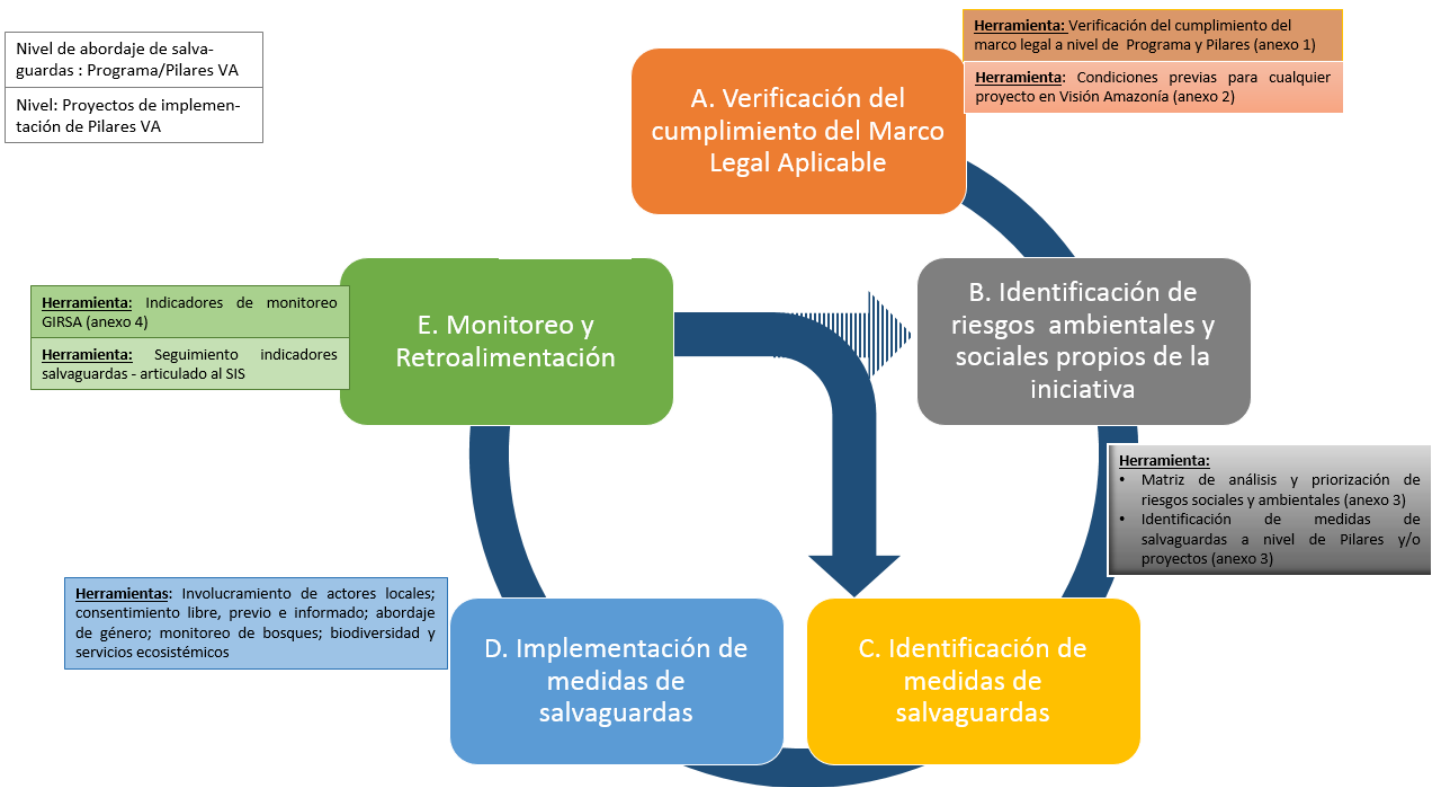 Nivel de abordaje de salva-
guardas : Programa/Pilares VA
Nivel: Proyectos de implemen-
tación de Pilares VA
A. Verificación del
cumplimiento del Marco
Legal Aplicable
Herramienta: Verificación del cumplimiento del
marco legal a nivel de Programa y Pilares (anexo 1)
Herramienta: Condiciones previas para cualquier
proyecto en Visión Amazonía (anexo 2)
B. Identificación de
riesgos ambientales y
sociales propios de la
iniciativa
Herramienta:
• Matriz de análisis y priorización de
riesgos sociales y ambientales (anexo 3)
• Identificación de medidas de
salvaguardas a nivel de Pilares y/o
proyectos (anexo 3)
C. Identificación de
medidas de
salvaguardas
D. Implementación de
medidas de
salvaguardas
Herramientas: Involucramiento de actores locales;
consentimiento libre, previo e informado; abordaje
de género; monitoreo de bosques; biodiversidad y
servicios ecosistémicos
E. Monitoreo y
Retroalimentación
Herramienta: Indicadores de monitoreo
GIRSA (anexo 4)
Herramienta: Seguimiento indicadores
salvaguardas - articulado al SIS